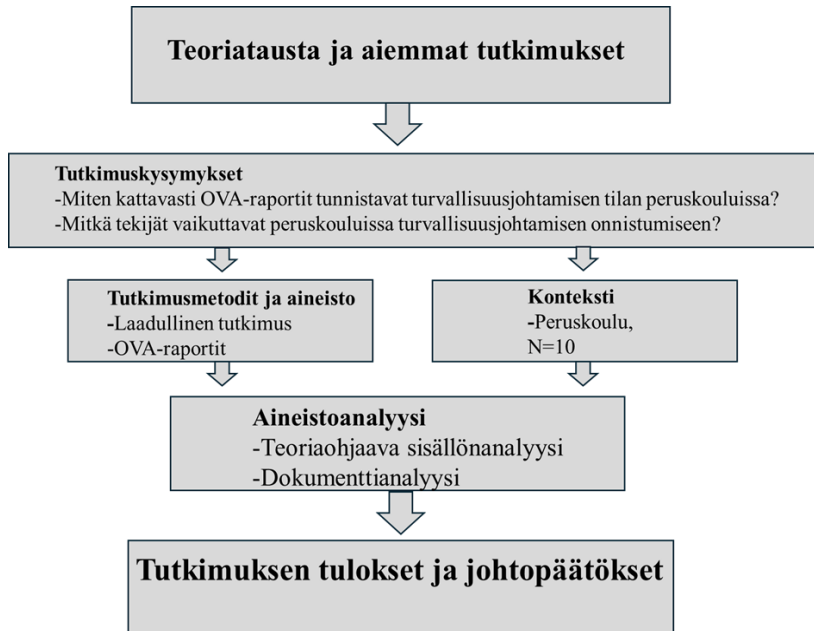 Teoriatausta ja aiemmat tutkimukset
Tutkimuskysymykset
-Miten kattavasti OVA-raportit tunnistavat turvallisuusjohtamisen tilan peruskouluissa?
-Mitkä tekijät vaikuttavat peruskouluissa turvallisuusjohtamisen onnistumiseen?
Tutkimusmetodit ja aineisto
-Laadullinen tutkimus
-OVA-raportit
Konteksti
-Peruskoulu,
N=10
Aineistoanalyysi
-Teoriaohjaava sisällönanalyysi
-Dokumenttianalyysi
Tutkimuksen tulokset ja johtopäätökset